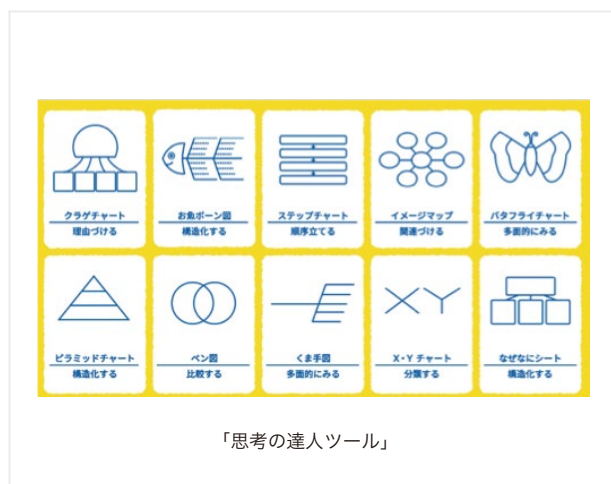 クラゲチャート
理由づける
お魚ボーン図
構造化する
ステップチャート
順序立てる
イメージマップ
関連づける
バタフライチャート
多面的にみる
ピラミッドチャート
構造化する
ベン図
比較する
くま手図
多面的にみる
X・Yチャート
分類する
なぜなにシート
構造化する
「思考の達人ツール」